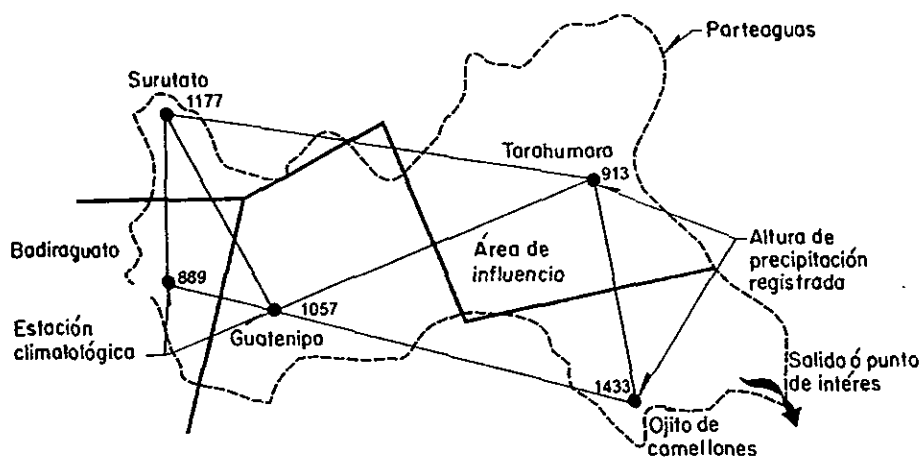 Parteaguas
Surutato
1177
Tarahumara
913
Badiraguato
889
Área de
influencia
Altura de
precipitación
registrada
1057
Guatenipa
Estación
climatológica
1433
Salida ó punto
de intéres
Ojito de
camellones